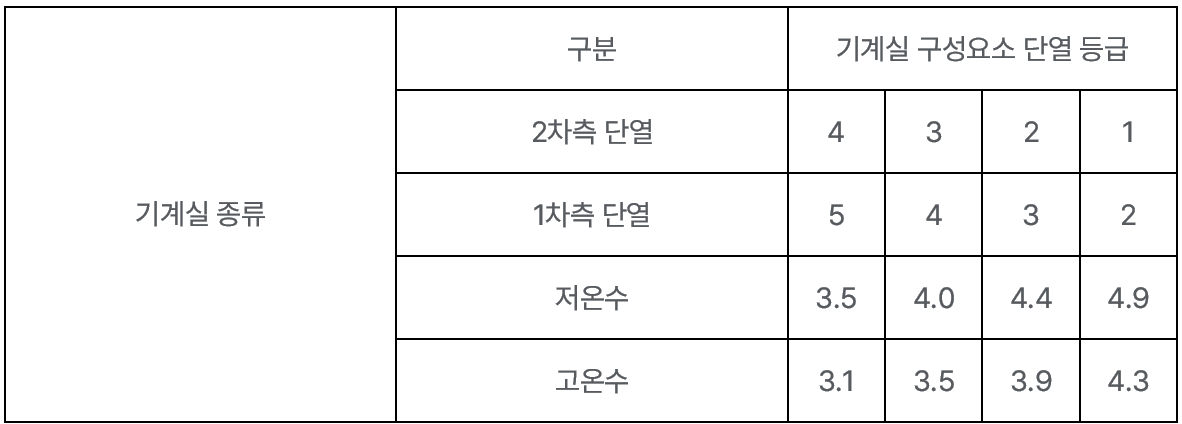 구분 기계실 구성요소 단열 등급
2차측 단열 4 3 2 1
기계실 종류 1차측 단열 5 4 3 2
저온수 3.5 4.0 4.4 4.9
고온수 3.1 3.5 3.9 4.3